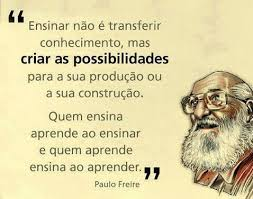 “ Ensinar não é transferir
conhecimento, mas
criar as possibilidades
para a sua produção ou
a sua construção.
Quem ensina
aprende ao ensinar
e quem aprende
ensina ao aprender. ”
Paulo Freire